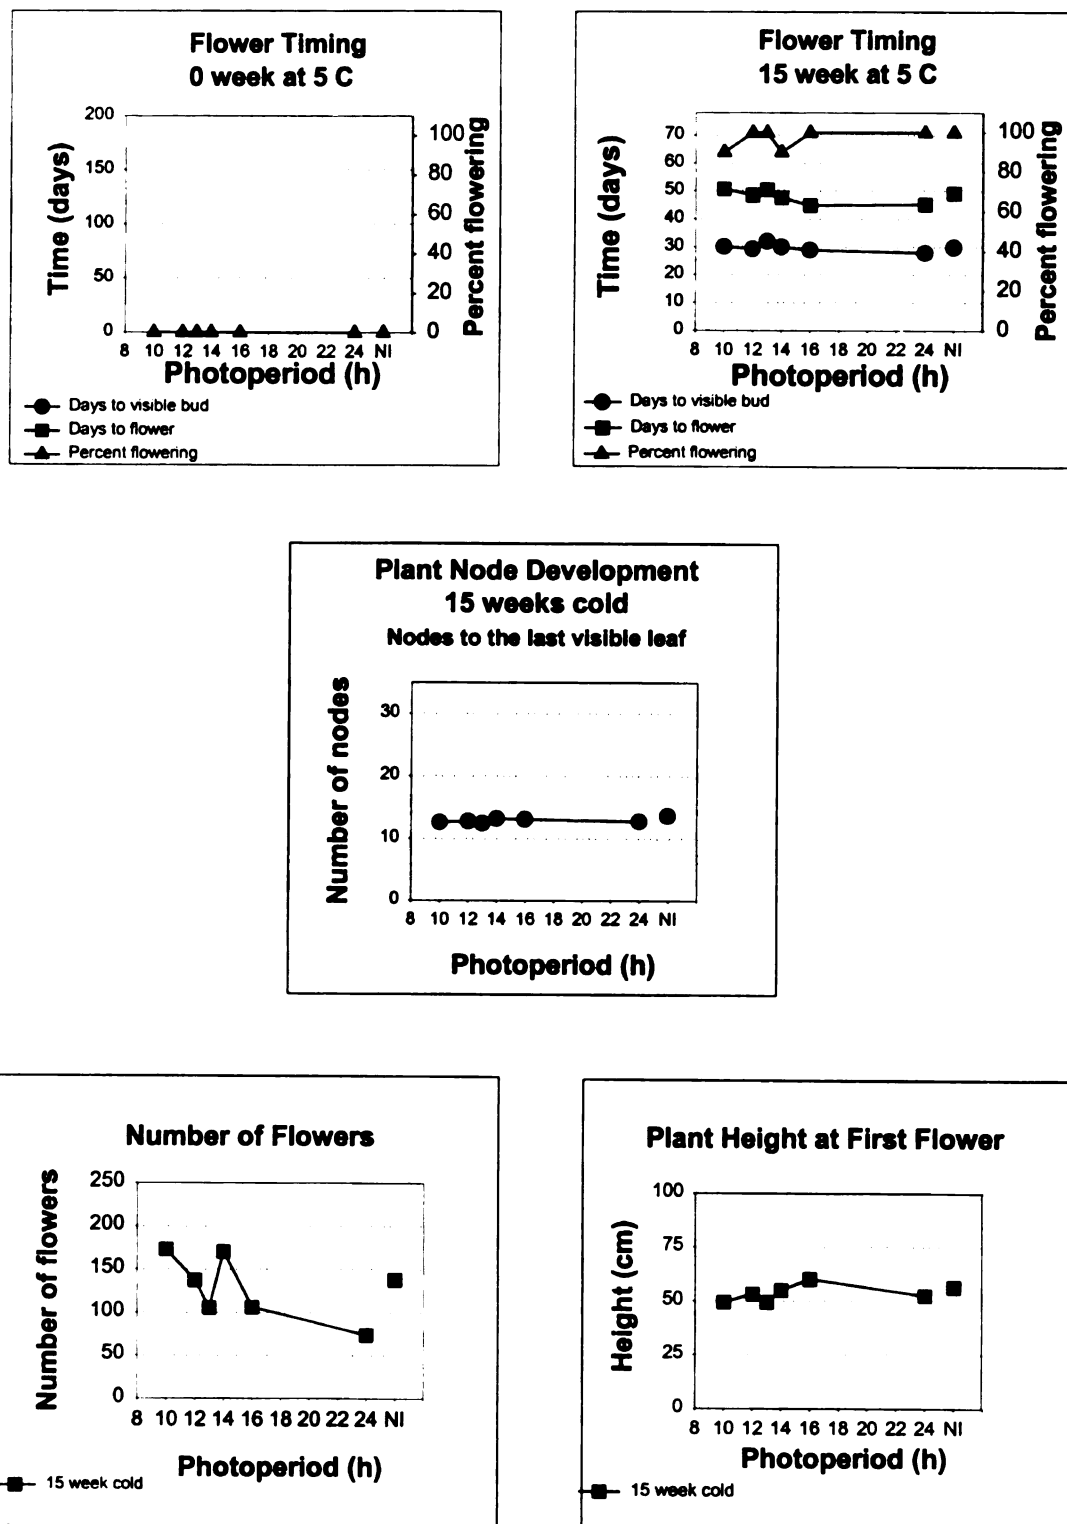 Flower Timing
0 week at 5 C
200
150
100
50
0
Time (days)
100
80
60
40
20
0
Percent flowering
8 10 12 14 16 18 20 22 24 NI
Photoperiod (h)
Days to visible bud
Days to flower
Percent flowering
Flower Timing
15 week at 5 C
70
60
50
40
30
20
10
0
Time (days)
100
80
60
40
20
0
Percent flowering
8 10 12 14 16 18 20 22 24 NI
Photoperiod (h)
Days to visible bud
Days to flower
Percent flowering
Plant Node Development
15 weeks cold
Nodes to the last visible leaf
30
20
10
0
Number of nodes
8 10 12 14 16 18 20 22 24 NI
Photoperiod (h)
Number of Flowers
250
200
150
100
50
0
Number of flowers
8 10 12 14 16 18 20 22 24 NI
Photoperiod (h)
15 week cold
Plant Height at First Flower
100
75
50
25
0
Height (cm)
8 10 12 14 16 18 20 22 24 NI
Photoperiod (h)
15 week cold